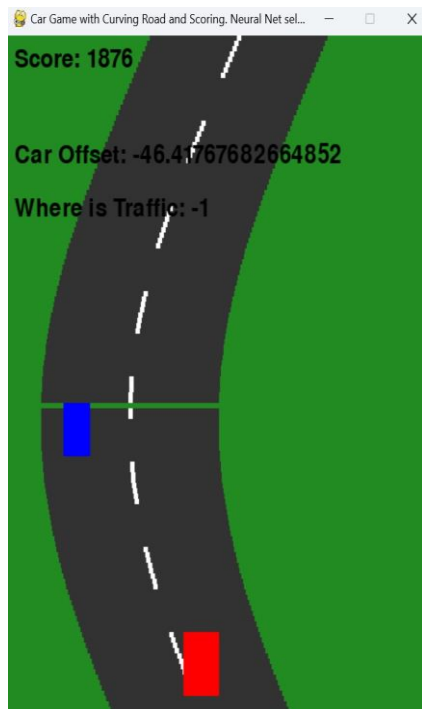 Car Game with Curving Road and Scoring. Neural Net sel...
Score: 1876
Car Offset: -46.41767682664852
Where is Traffic: -1